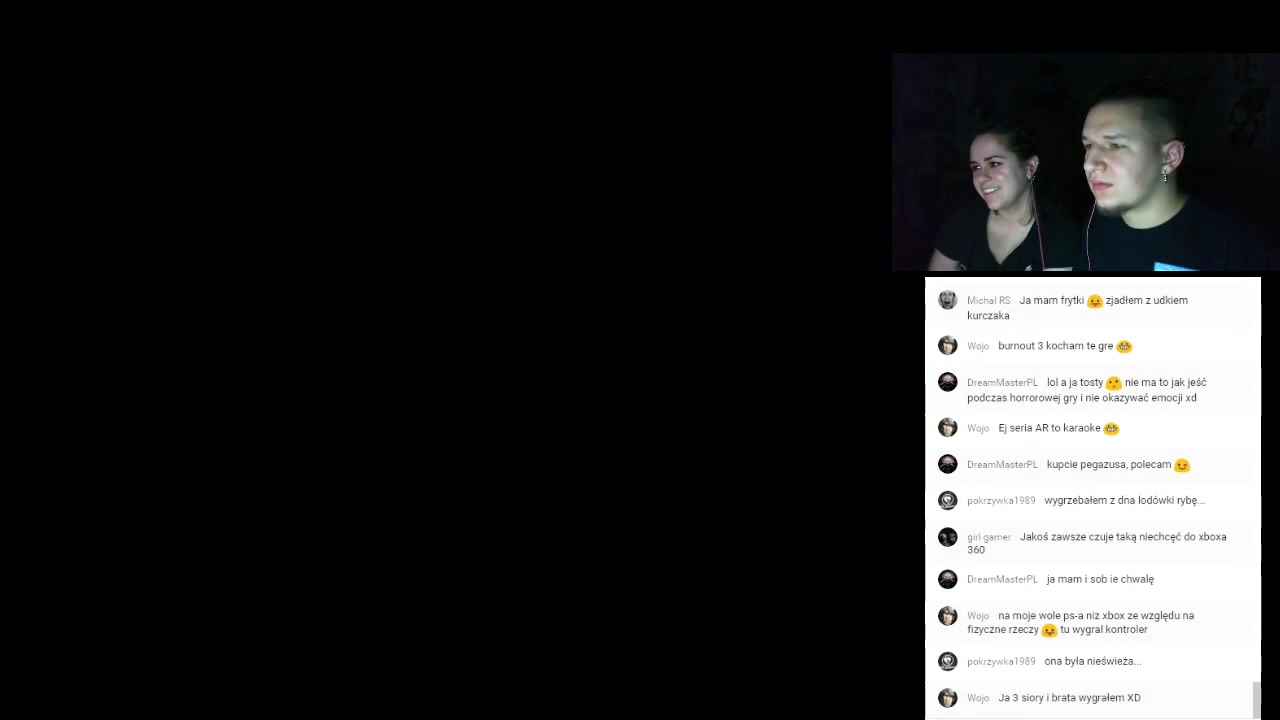 Michal RS Ja mam frytki 😛 zjadłem z udkiem
kurczaka
Wojo burnout 3 kocham te gre 😁
DreamMasterPL lol a ja tosty 😗 nie ma to jak jeść
podczas horrorowej gry i nie okazywać emocji xd
Wojo Ej seria AR to karaoke 😁
DreamMasterPL kupcie pegazusa, polecam 😉
pokrzywka1989 wygrzebałem z dna lodówki rybę...
girl gamer Jakoś zawsze czuje taką niechcęć do xboxa
360
DreamMasterPL ja mam i sob ie chwalę
Wojo na moje wole ps-a niz xbox ze względu na
fizyczne rzeczy 😛 tu wygral kontroler
pokrzywka1989 ona była nieświeża...
Wojo Ja 3 siory i brata wygrałem XD